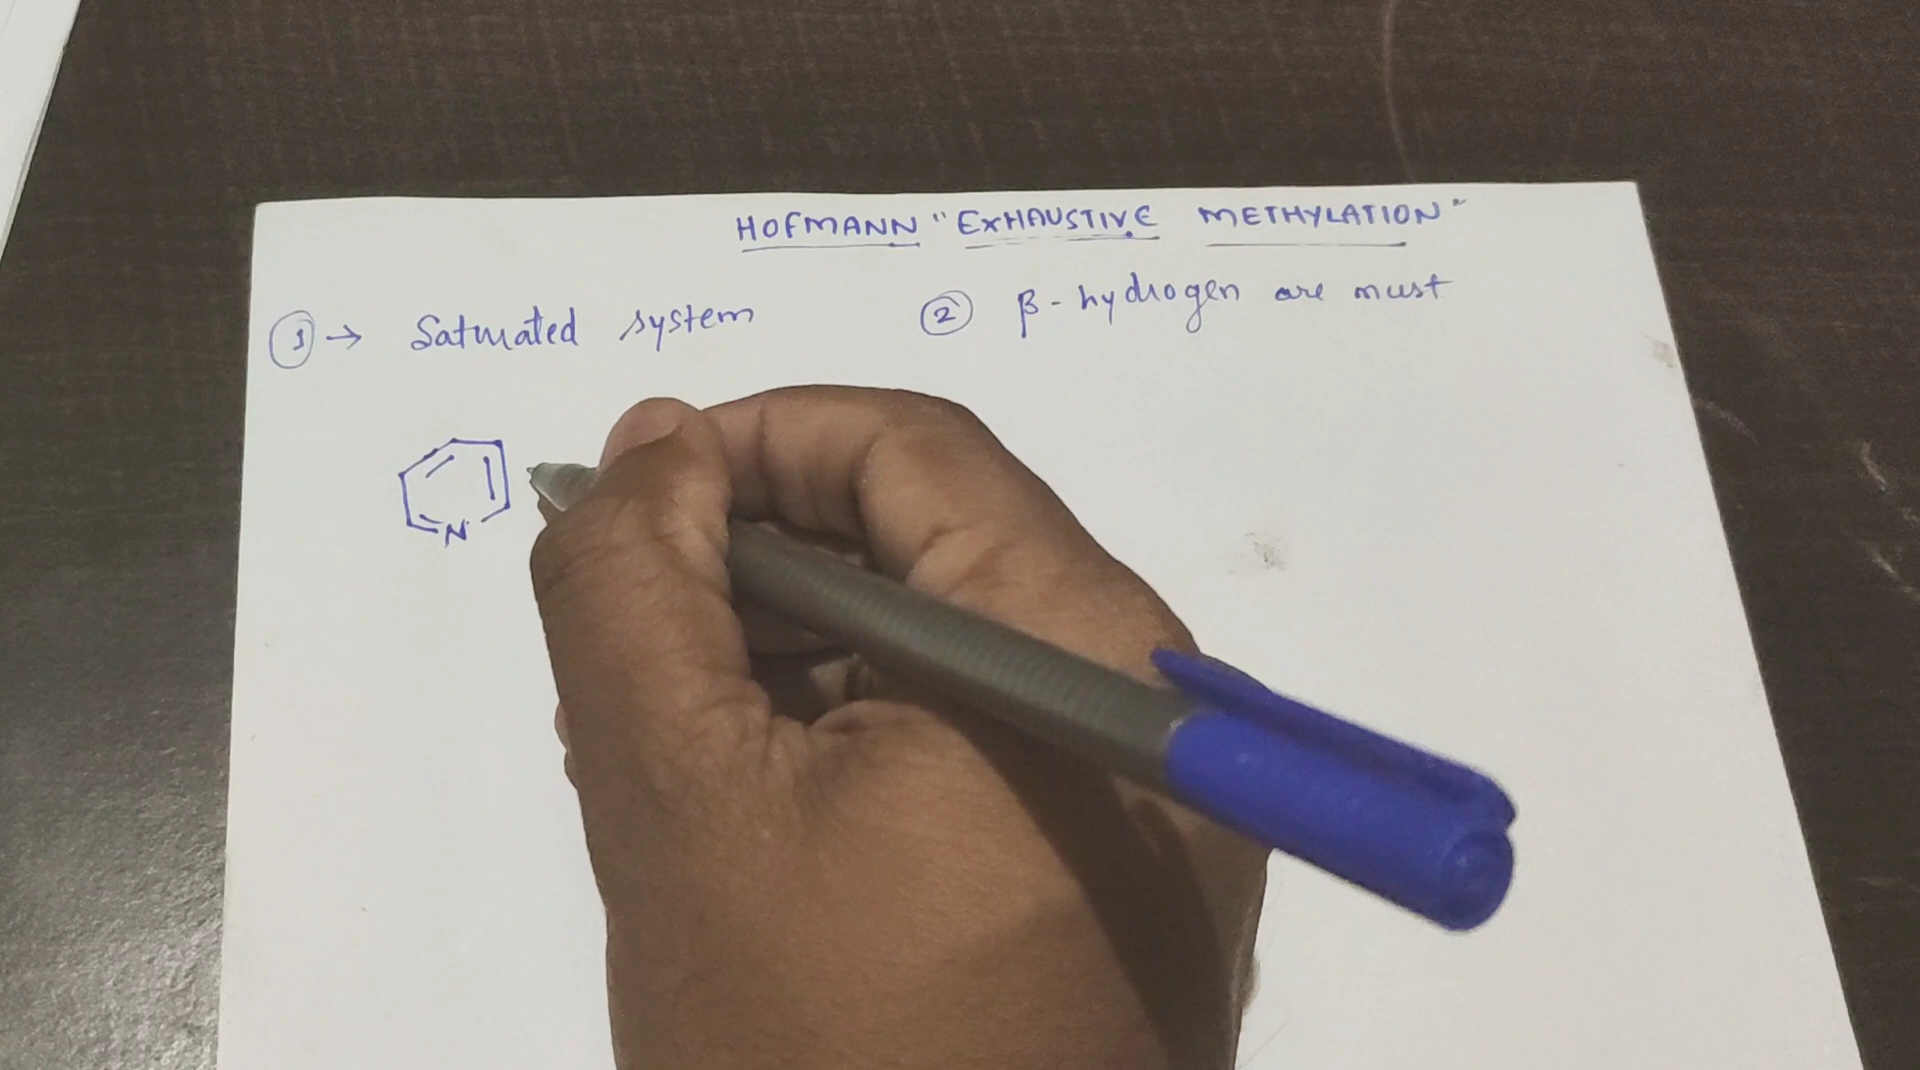 HOFMANN "EXHAUSTIVE METHYLATION"
1 → Saturated system
2 β-hydrogen are must
N